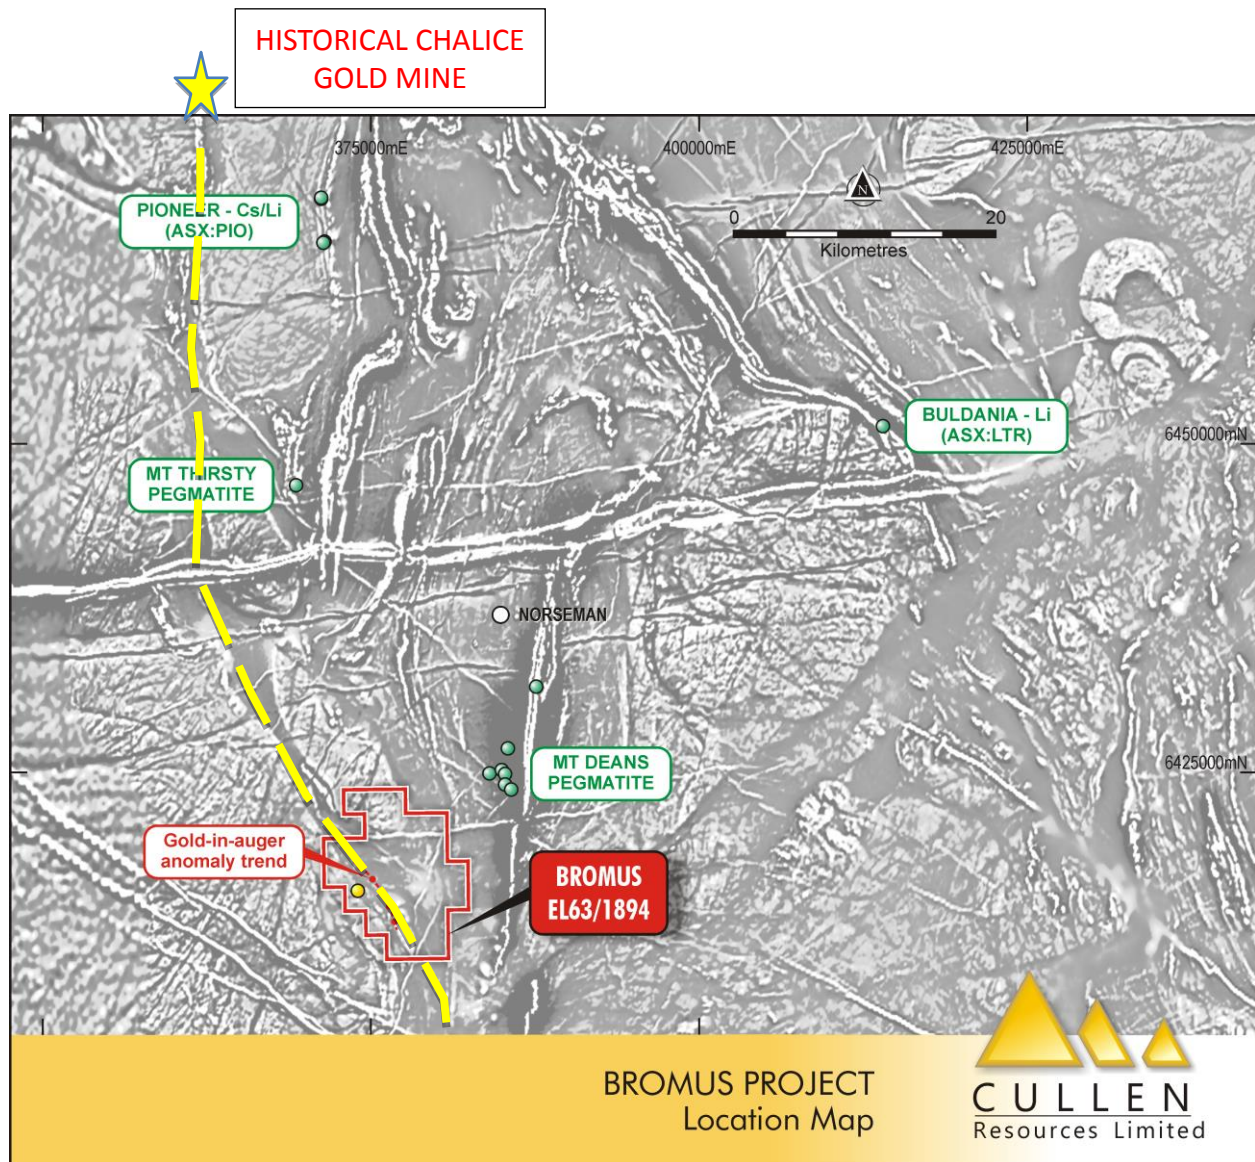 HISTORICAL CHALICE
GOLD MINE
375000mE
400000mE
425000mE
N
0
20
Kilometres
PIONEER - Cs/Li
(ASX:PIO)
BULDANIA - Li
(ASX:LTR)
6450000mN
MT THIRSTY
PEGMATITE
NORSEMAN
MT DEANS
PEGMATITE
6425000mN
Gold-in-auger
anomaly trend
BROMUS
EL63/1894
BROMUS PROJECT
Location Map
CULLEN
Resources Limited